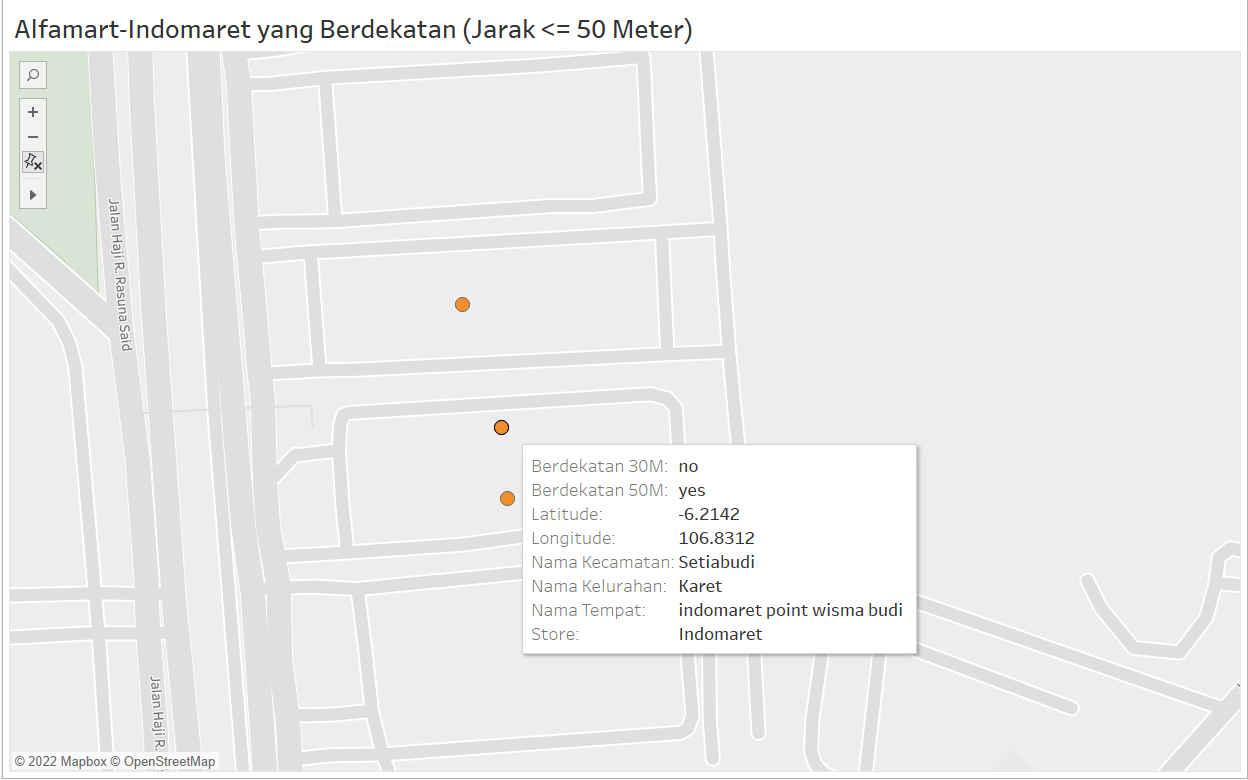 Alfamart-Indomaret yang Berdekatan (Jarak <= 50 Meter)
Jalan Haji R. Rasuna Said
Berdekatan 30M: no
Berdekatan 50M: yes
Latitude: -6.2142
Longitude: 106.8312
Nama Kecamatan: Setiabudi
Nama Kelurahan: Karet
Nama Tempat: indomaret point wisma budi
Store: Indomaret
Jalan Haji R.
© 2022 Mapbox © OpenStreetMap